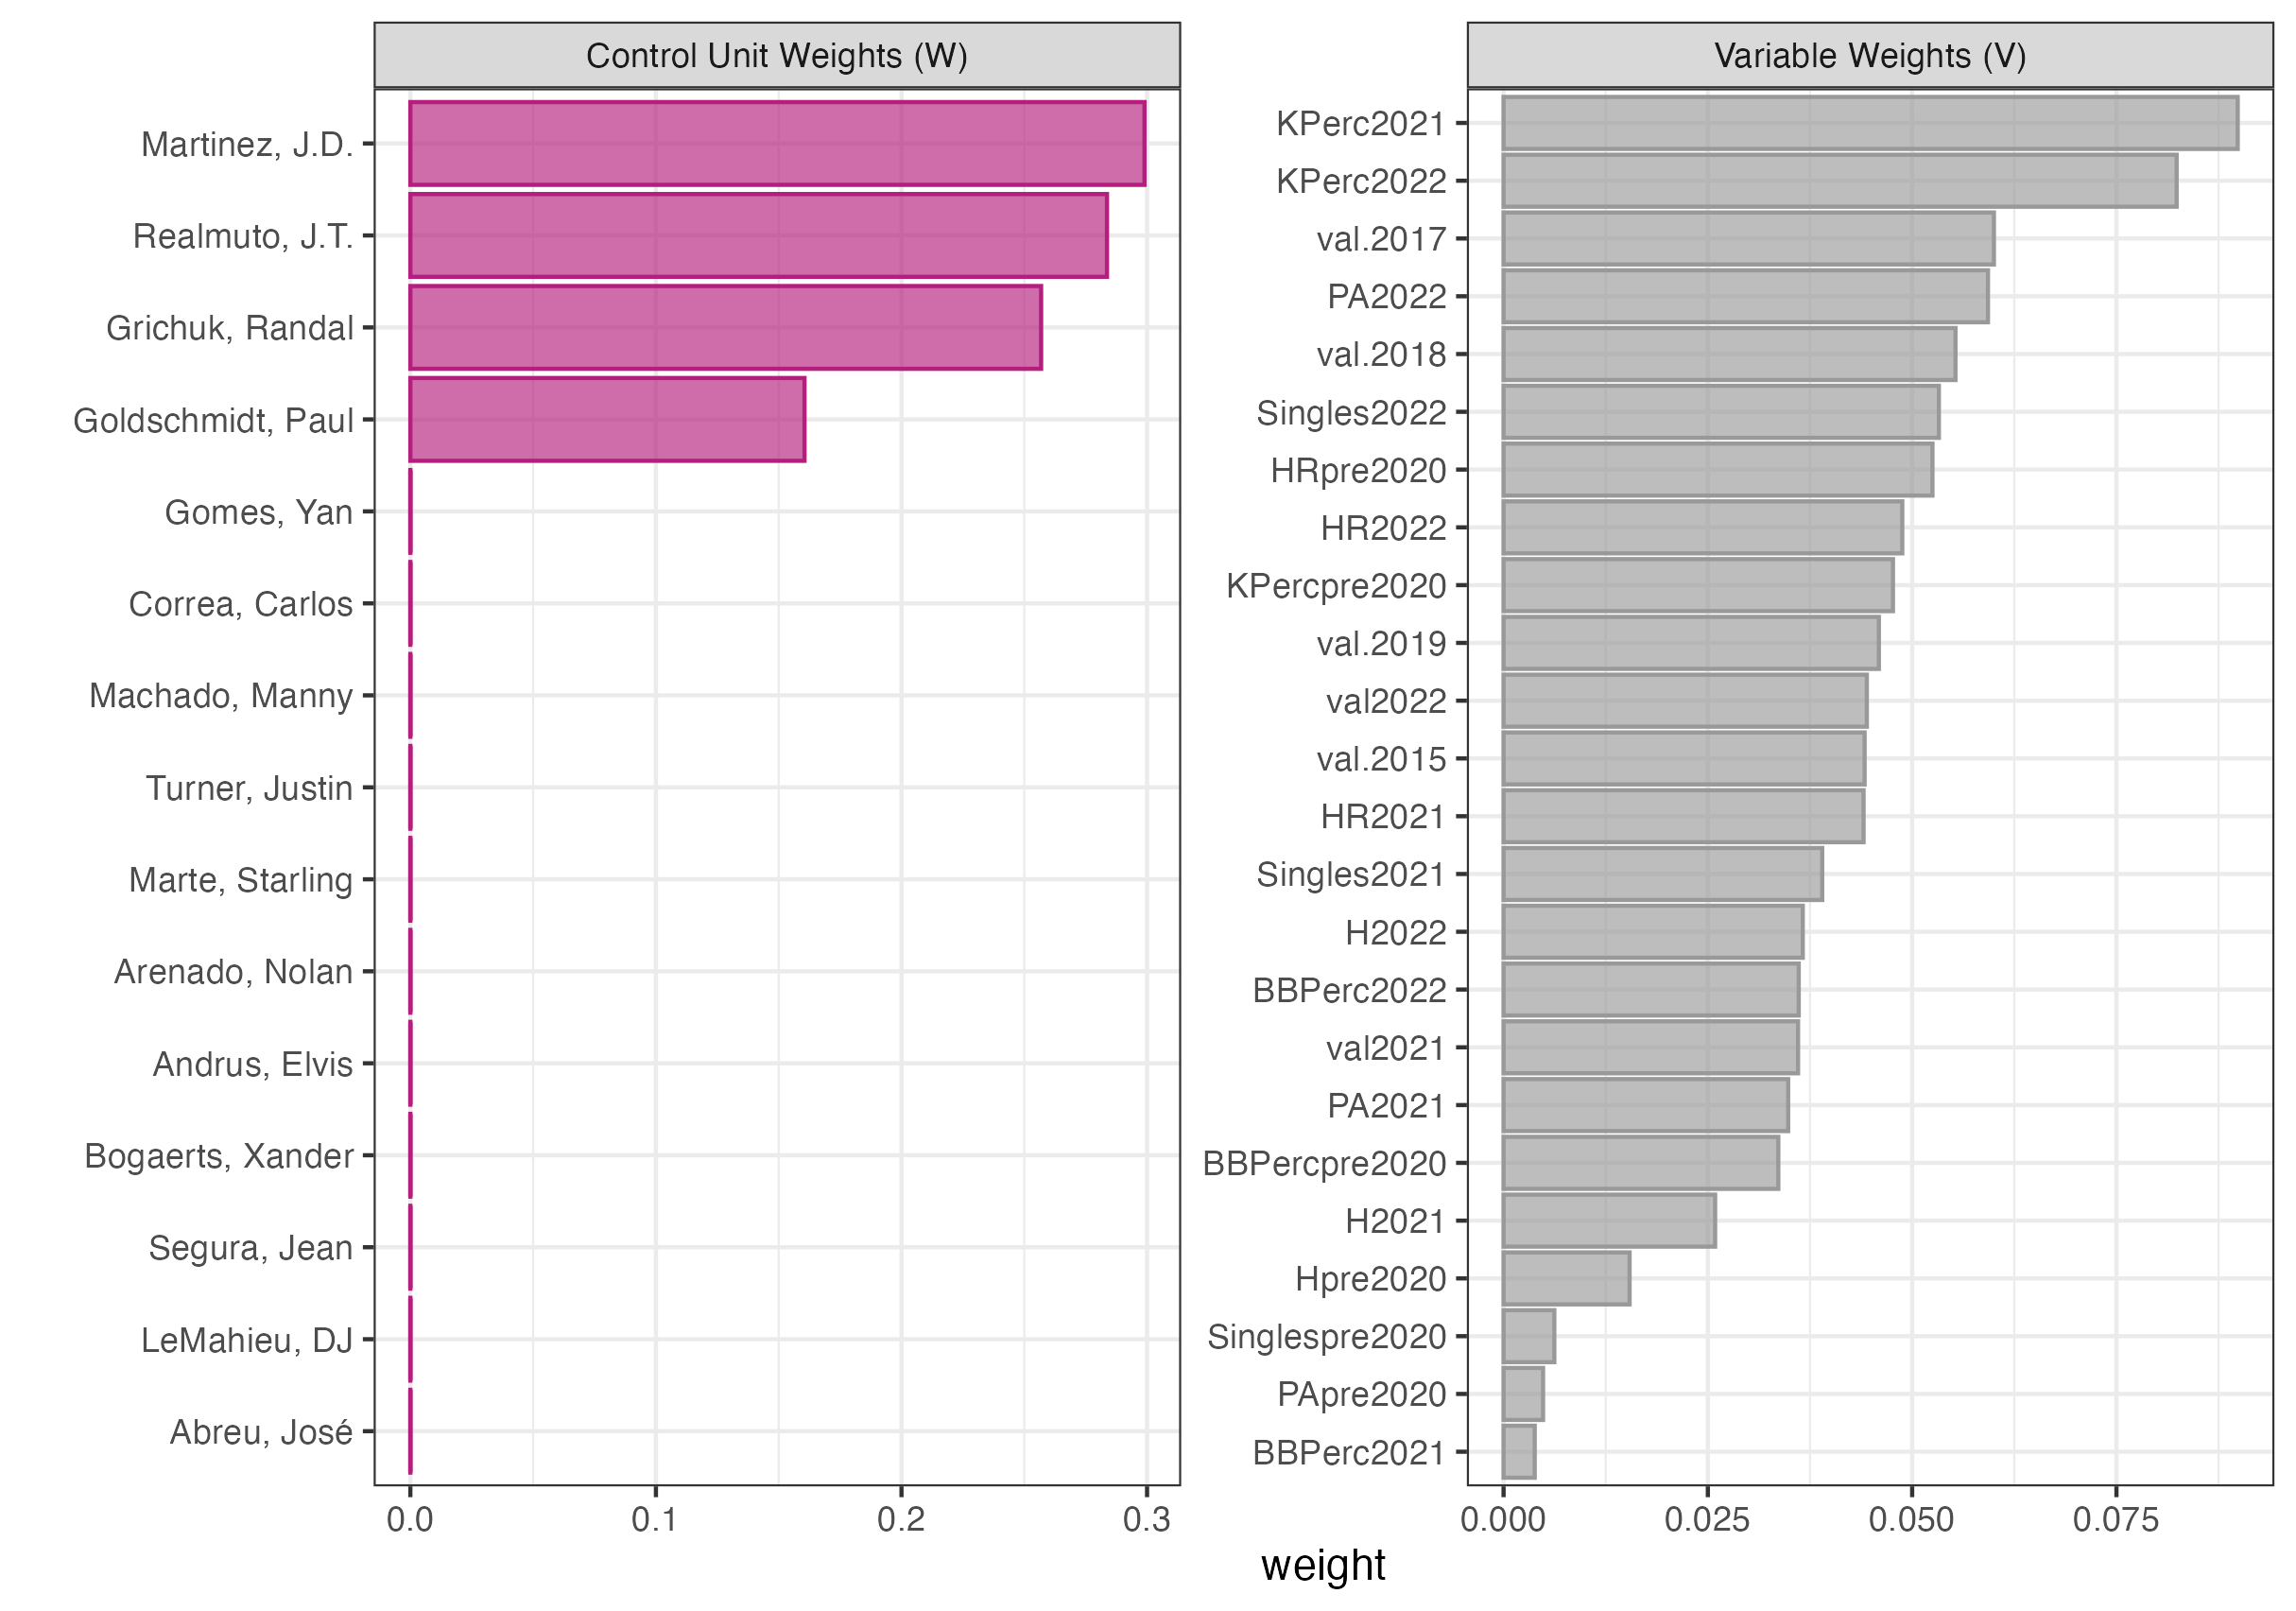 Control Unit Weights (W)
Martinez, J.D.
Realmuto, J.T.
Grichuk, Randal
Goldschmidt, Paul
Gomes, Yan
Correa, Carlos
Machado, Manny
Turner, Justin
Marte, Starling
Arenado, Nolan
Andrus, Elvis
Bogaerts, Xander
Segura, Jean
LeMahieu, DJ
Abreu, José
0.0 0.1 0.2 0.3
Variable Weights (V)
KPerc2021
KPerc2022
val.2017
PA2022
val.2018
Singles2022
HRpre2020
HR2022
KPercpre2020
val.2019
val2022
val.2015
HR2021
Singles2021
H2022
BBPerc2022
val2021
PA2021
BBPercpre2020
H2021
Hpre2020
Singlespre2020
PApre2020
BBPerc2021
0.000 0.025 0.050 0.075
weight